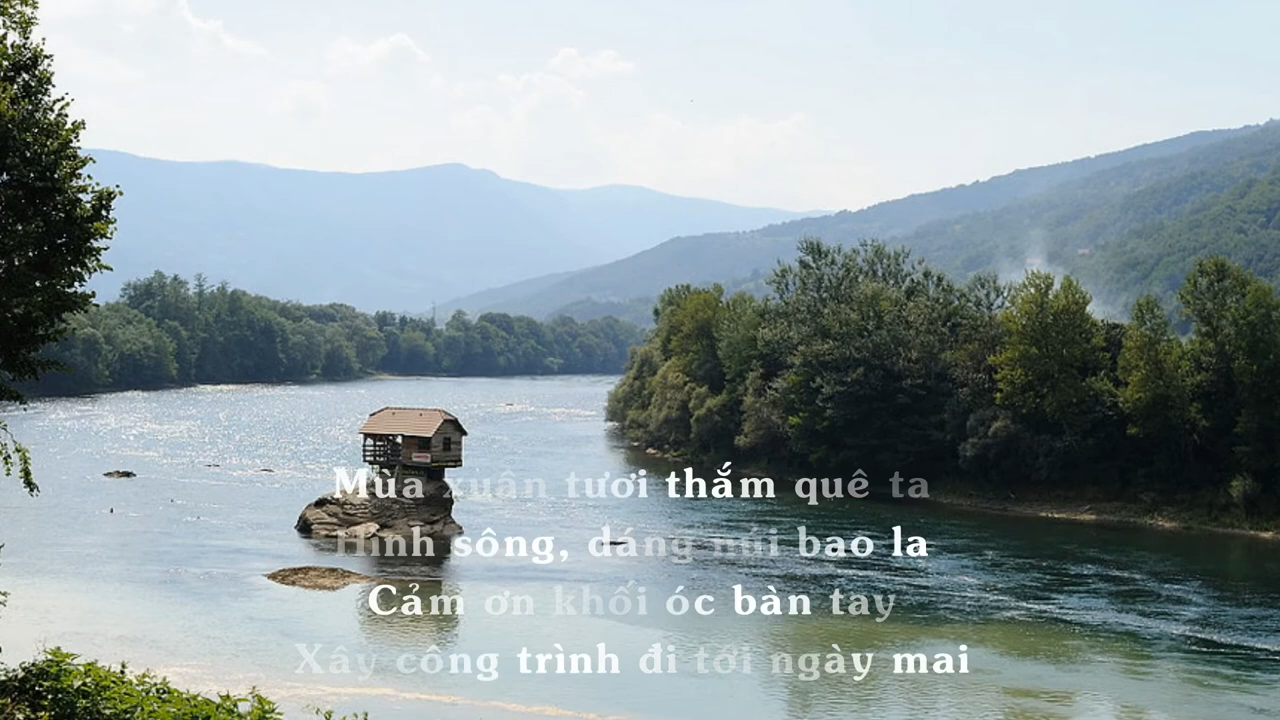 Mùa xuân tươi thắm quê ta
Hình sông, dáng núi bao la
Cảm ơn khối óc bàn tay
Xây công trình đi tới ngày mai